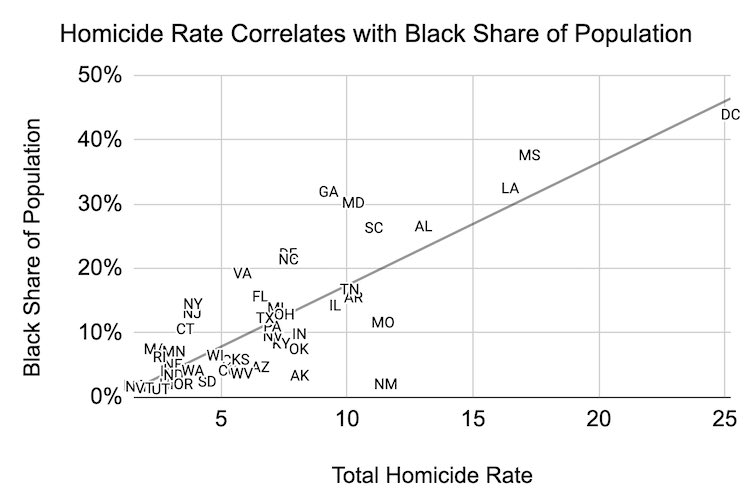 Homicide Rate Correlates with Black Share of Population
50%
DC
40%
MS
LA
GA
MD
30%
SC
AL
NC
20%
VA
TN
FL
AR
NY
IL
NJ
OH
TX
MO
CT
PA
10%
IN
NV
KY
OK
MN
WI
KS
AZ
WA
WV
AK
SD
OR
NM
UT
0%
5
10
15
20
25
Black Share of Population
Total Homicide Rate